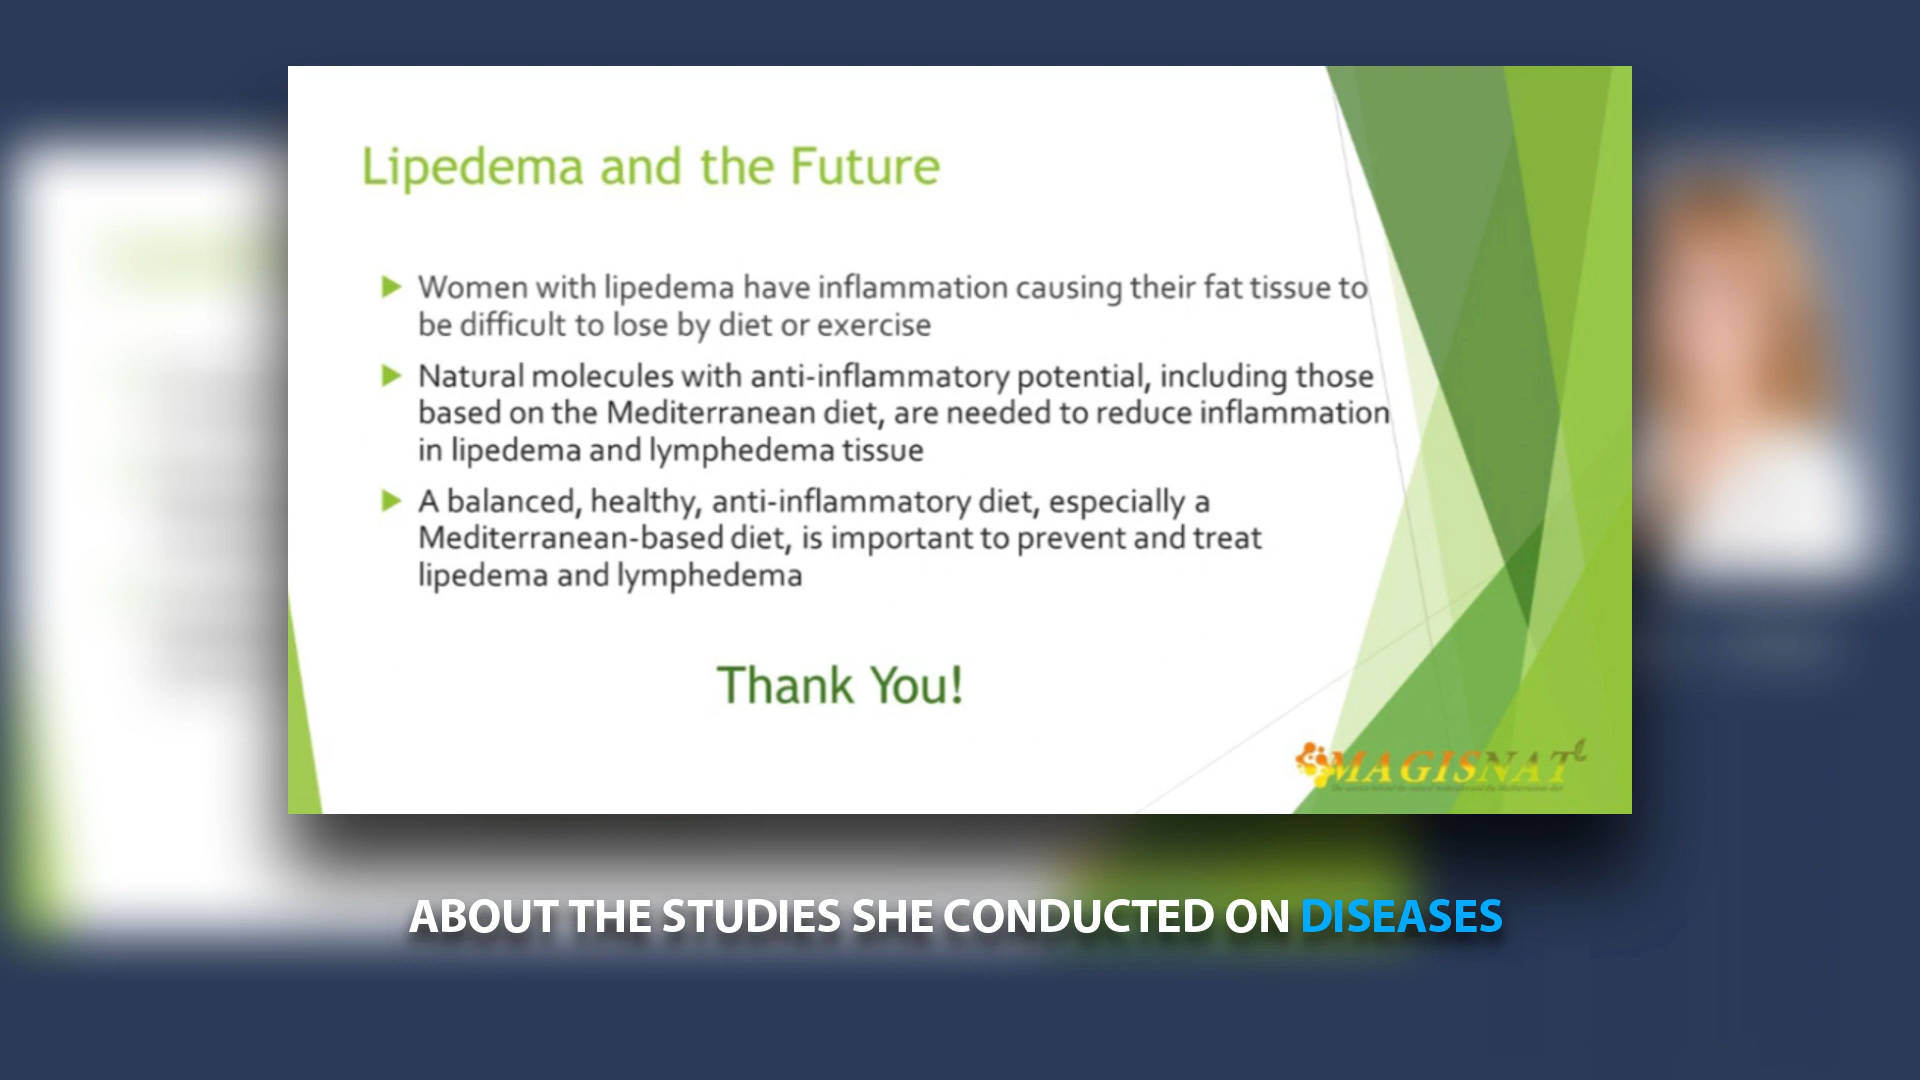 Lipedema and the Future
Women with lipedema have inflammation causing their fat tissue to
be difficult to lose by diet or exercise
Natural molecules with anti-inflammatory potential, including those
based on the Mediterranean diet, are needed to reduce inflammation
in lipedema and lymphedema tissue
A balanced, healthy, anti-inflammatory diet, especially a
Mediterranean-based diet, is important to prevent and treat
lipedema and lymphedema
Thank You!
MAGISNAT
ABOUT THE STUDIES SHE CONDUCTED ON DISEASES